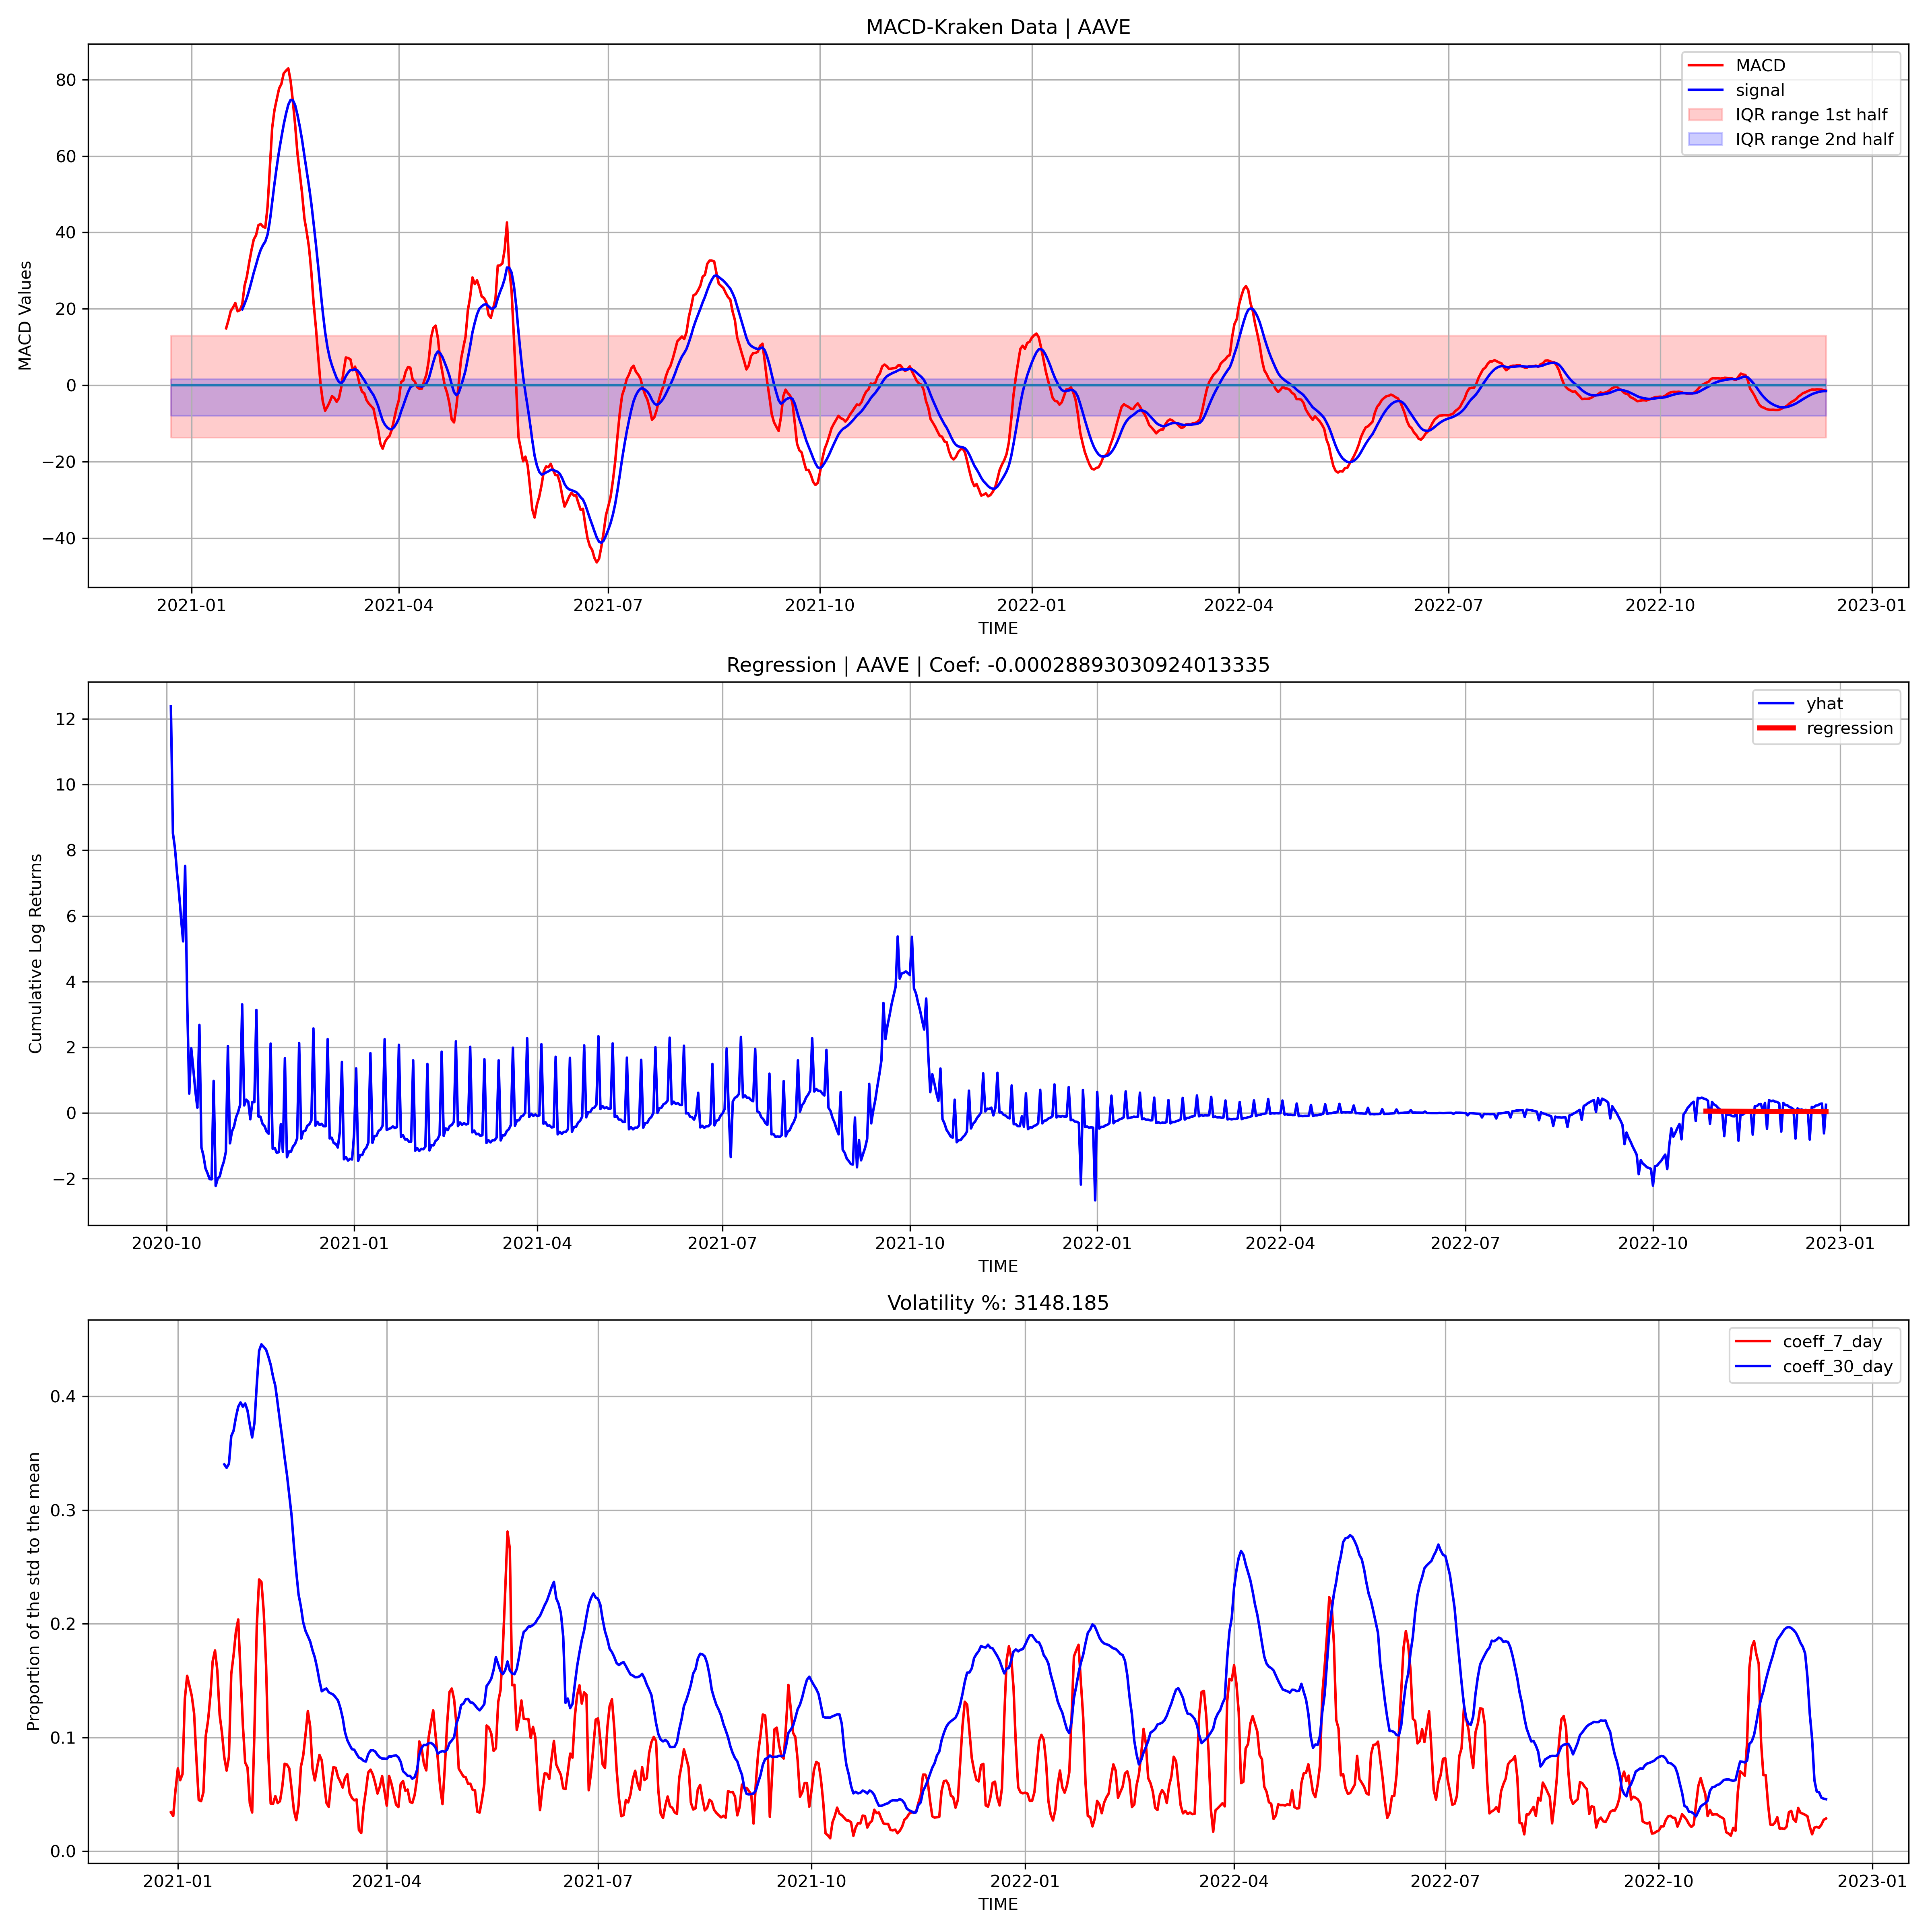 MACD-Kraken Data | AAVE
MACD
signal
IQR range 1st half
IQR range 2nd half
MACD Values
80
60
40
20
0
−20
−40
2021-01 2021-04 2021-07 2021-10 2022-01 2022-04 2022-07 2022-10 2023-01
TIME
Regression | AAVE | Coef: -0.00028893030924013335
yhat
regression
Cumulative Log Returns
12
10
8
6
4
2
0
−2
2020-10 2021-01 2021-04 2021-07 2021-10 2022-01 2022-04 2022-07 2022-10 2023-01
TIME
Volatility %: 3148.185
coeff_7_day
coeff_30_day
Proportion of the std to the mean
0.4
0.3
0.2
0.1
0.0
2021-01 2021-04 2021-07 2021-10 2022-01 2022-04 2022-07 2022-10 2023-01
TIME